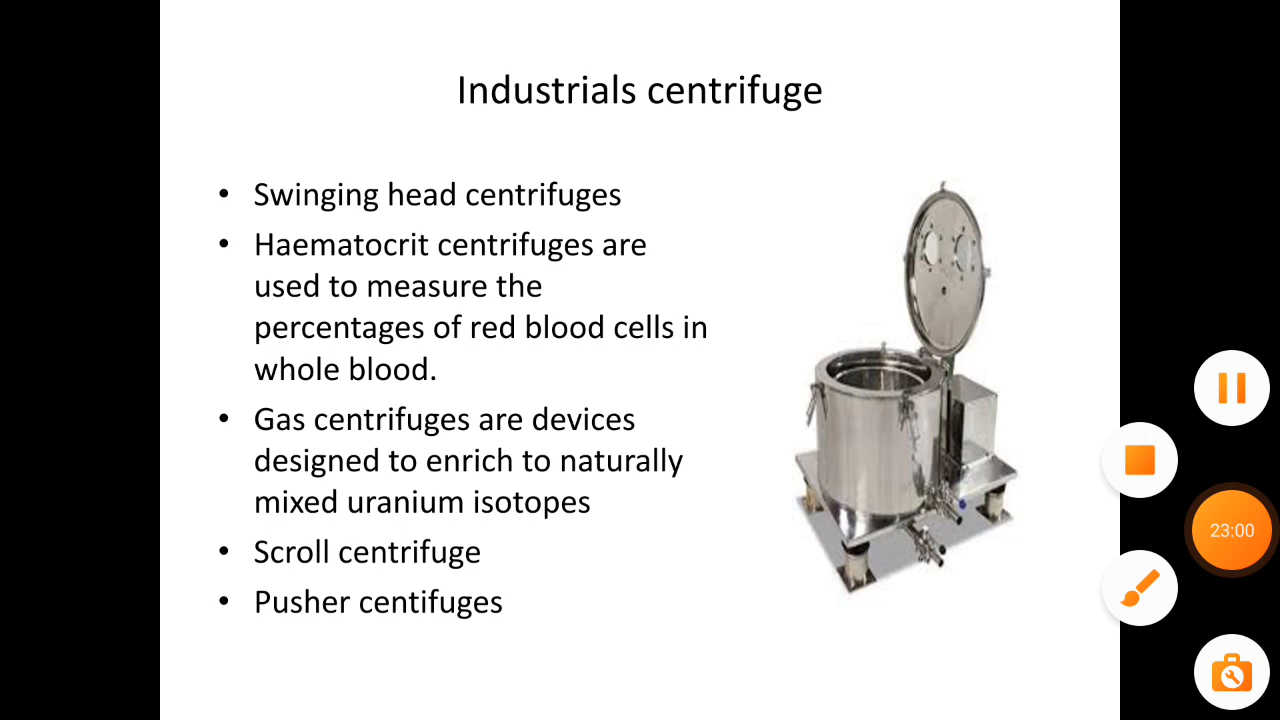 Industrials centrifuge
• Swinging head centrifuges
• Haematocrit centrifuges are
used to measure the
percentages of red blood cells in
whole blood.
• Gas centrifuges are devices
designed to enrich to naturally
mixed uranium isotopes
• Scroll centrifuge
• Pusher centifuges
23:00